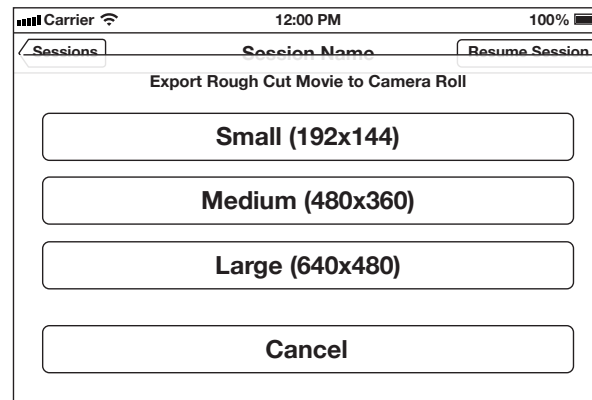 Carrier 12:00 PM 100%
Sessions Session Name Resume Session
Export Rough Cut Movie to Camera Roll
Small (192x144)
Medium (480x360)
Large (640x480)
Cancel